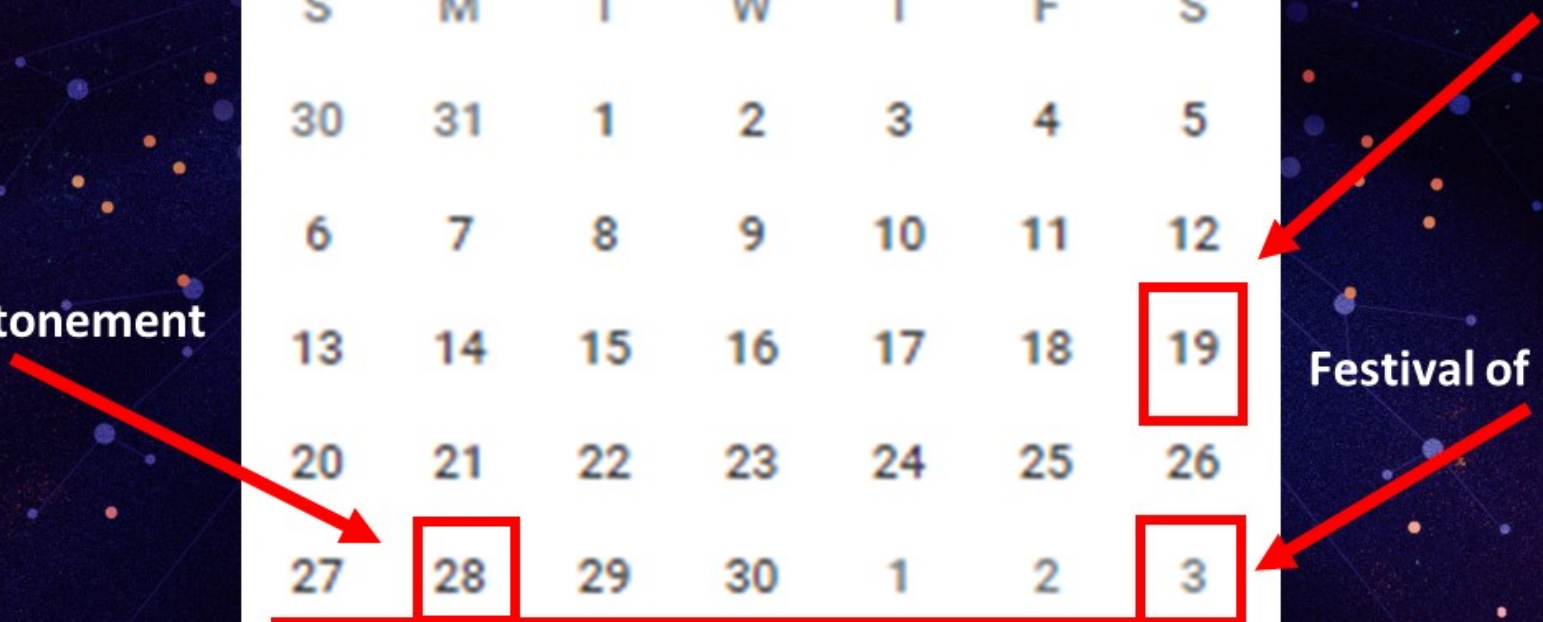 S M T W T F S
30 31 1 2 3 4 5
6 7 8 9 10 11 12
tonement
13 14 15 16 17 18 19
Festival of
20 21 22 23 24 25 26
27 28 29 30 1 2 3